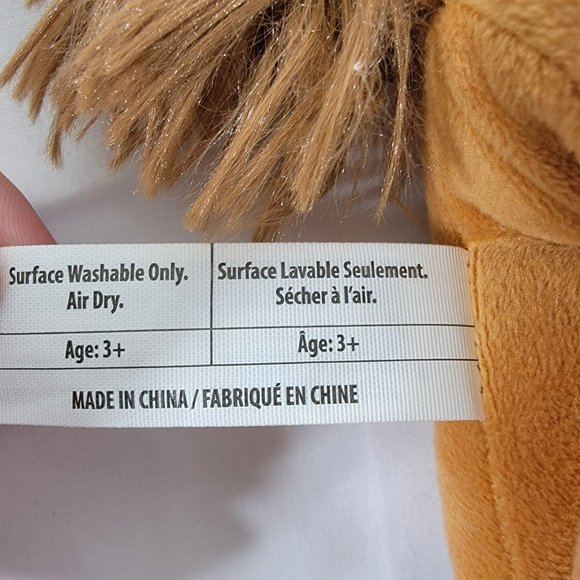 Surface Washable Only.
Air Dry.
Surface Lavable Seulement.
Sécher à l'air.
Age: 3+
Âge: 3+
MADE IN CHINA / FABRIQUÉ EN CHINE